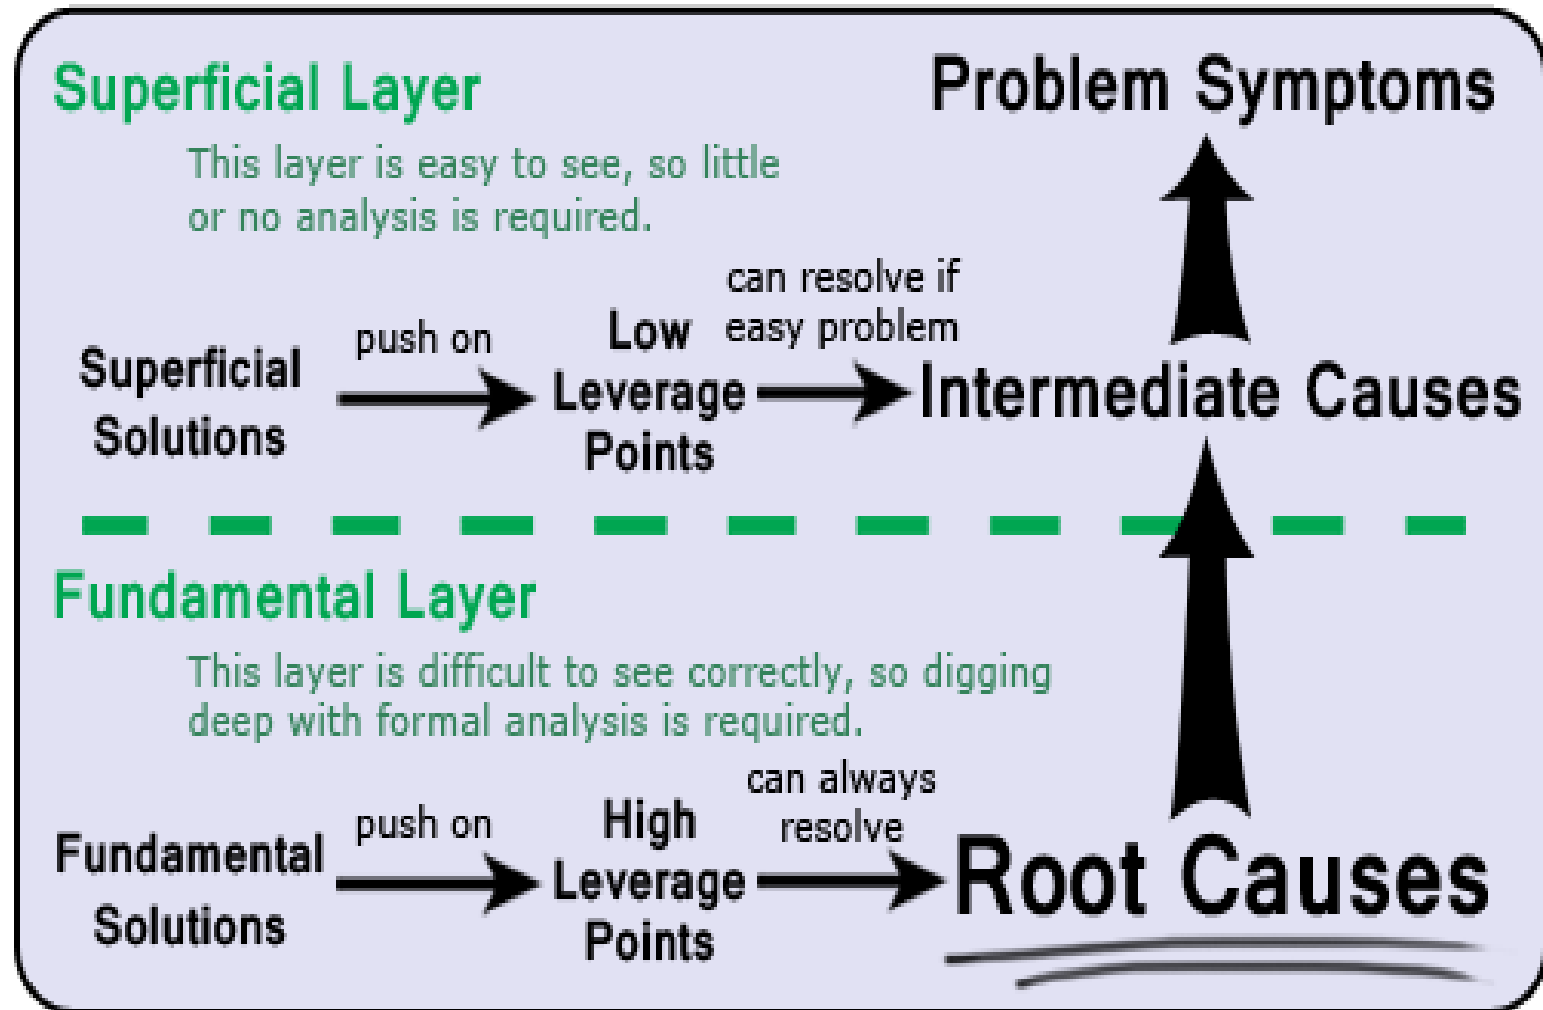 Superficial Layer
This layer is easy to see, so little
or no analysis is required.
Problem Symptoms
Superficial
Solutions
push on
Low
Leverage
Points
can resolve if
easy problem
Intermediate Causes
Fundamental Layer
This layer is difficult to see correctly, so digging
deep with formal analysis is required.
Fundamental
Solutions
push on
High
Leverage
Points
can always
resolve
Root Causes